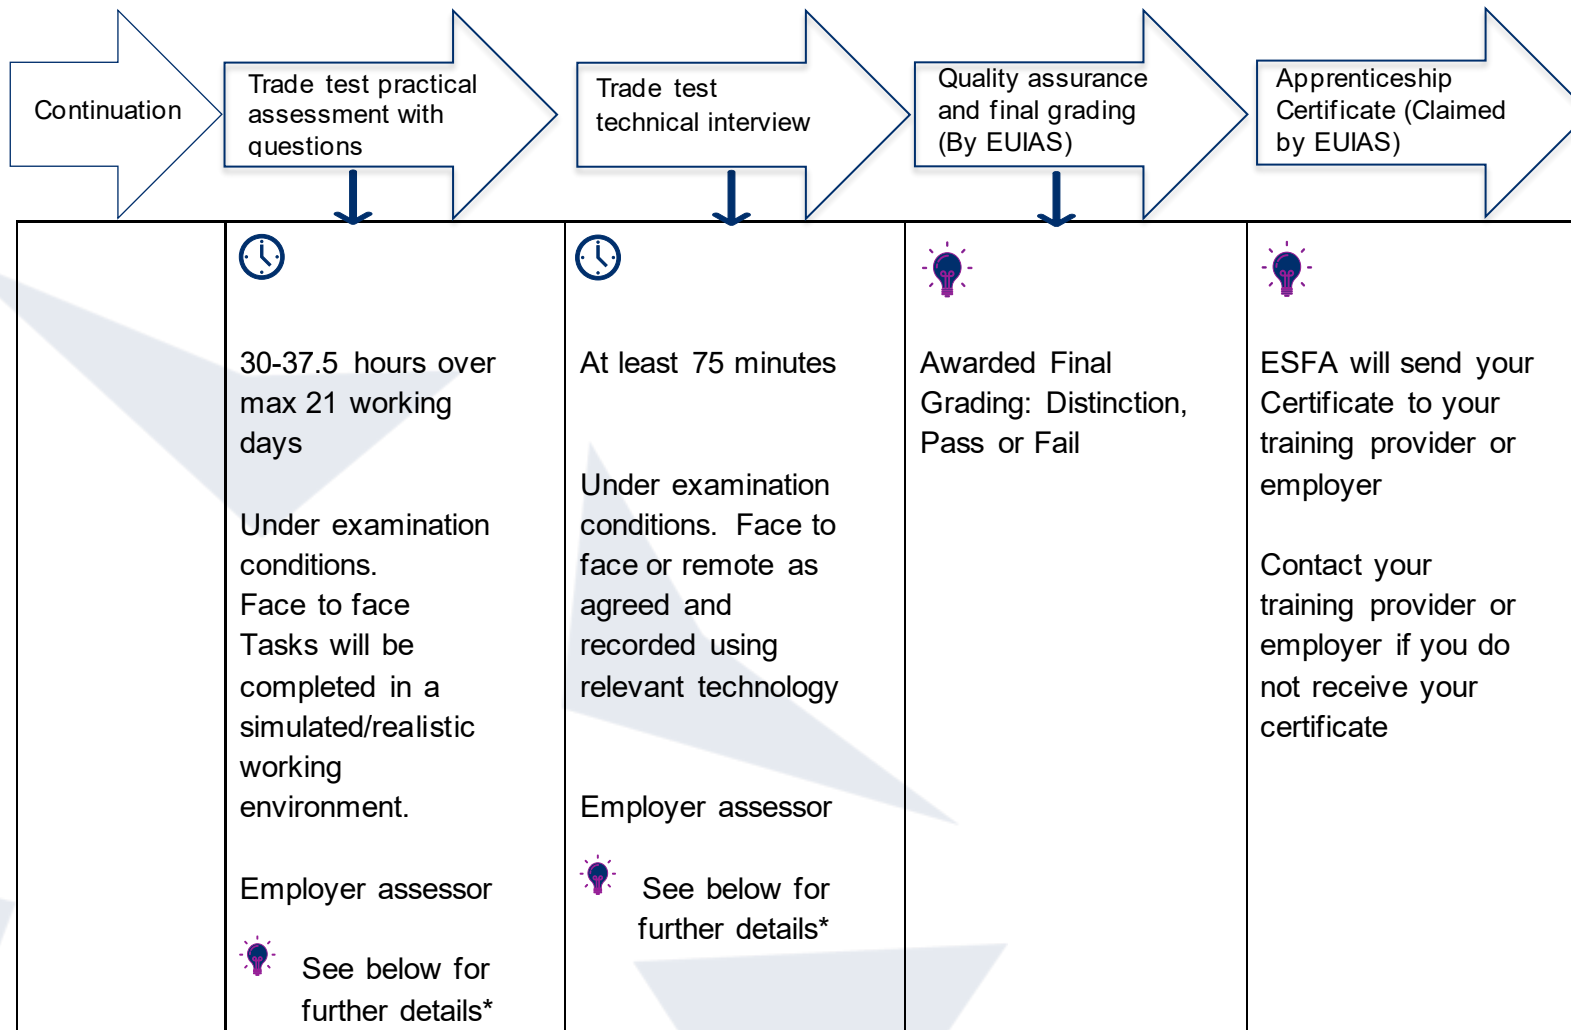 Continuation
Trade test practical
assessment with
questions
Trade test
technical interview
Quality assurance
and final grading
(By EUIAS)
Apprenticeship
Certificate (Claimed
by EUIAS)
30-37.5 hours over
max 21 working
days
Under examination
conditions.
Face to face
Tasks will be
completed in a
simulated/realistic
working
environment.
Employer assessor
See below for
further details*
At least 75 minutes
Under examination
conditions. Face to
face or remote as
agreed and
recorded using
relevant technology
Employer assessor
See below for
further details*
Awarded Final
Grading: Distinction,
Pass or Fail
ESFA will send your
Certificate to your
training provider or
employer
Contact your
training provider or
employer if you do
not receive your
certificate